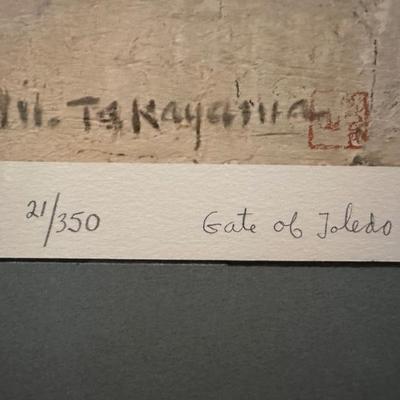 M. Takayama
21/350 Gate of Toledo